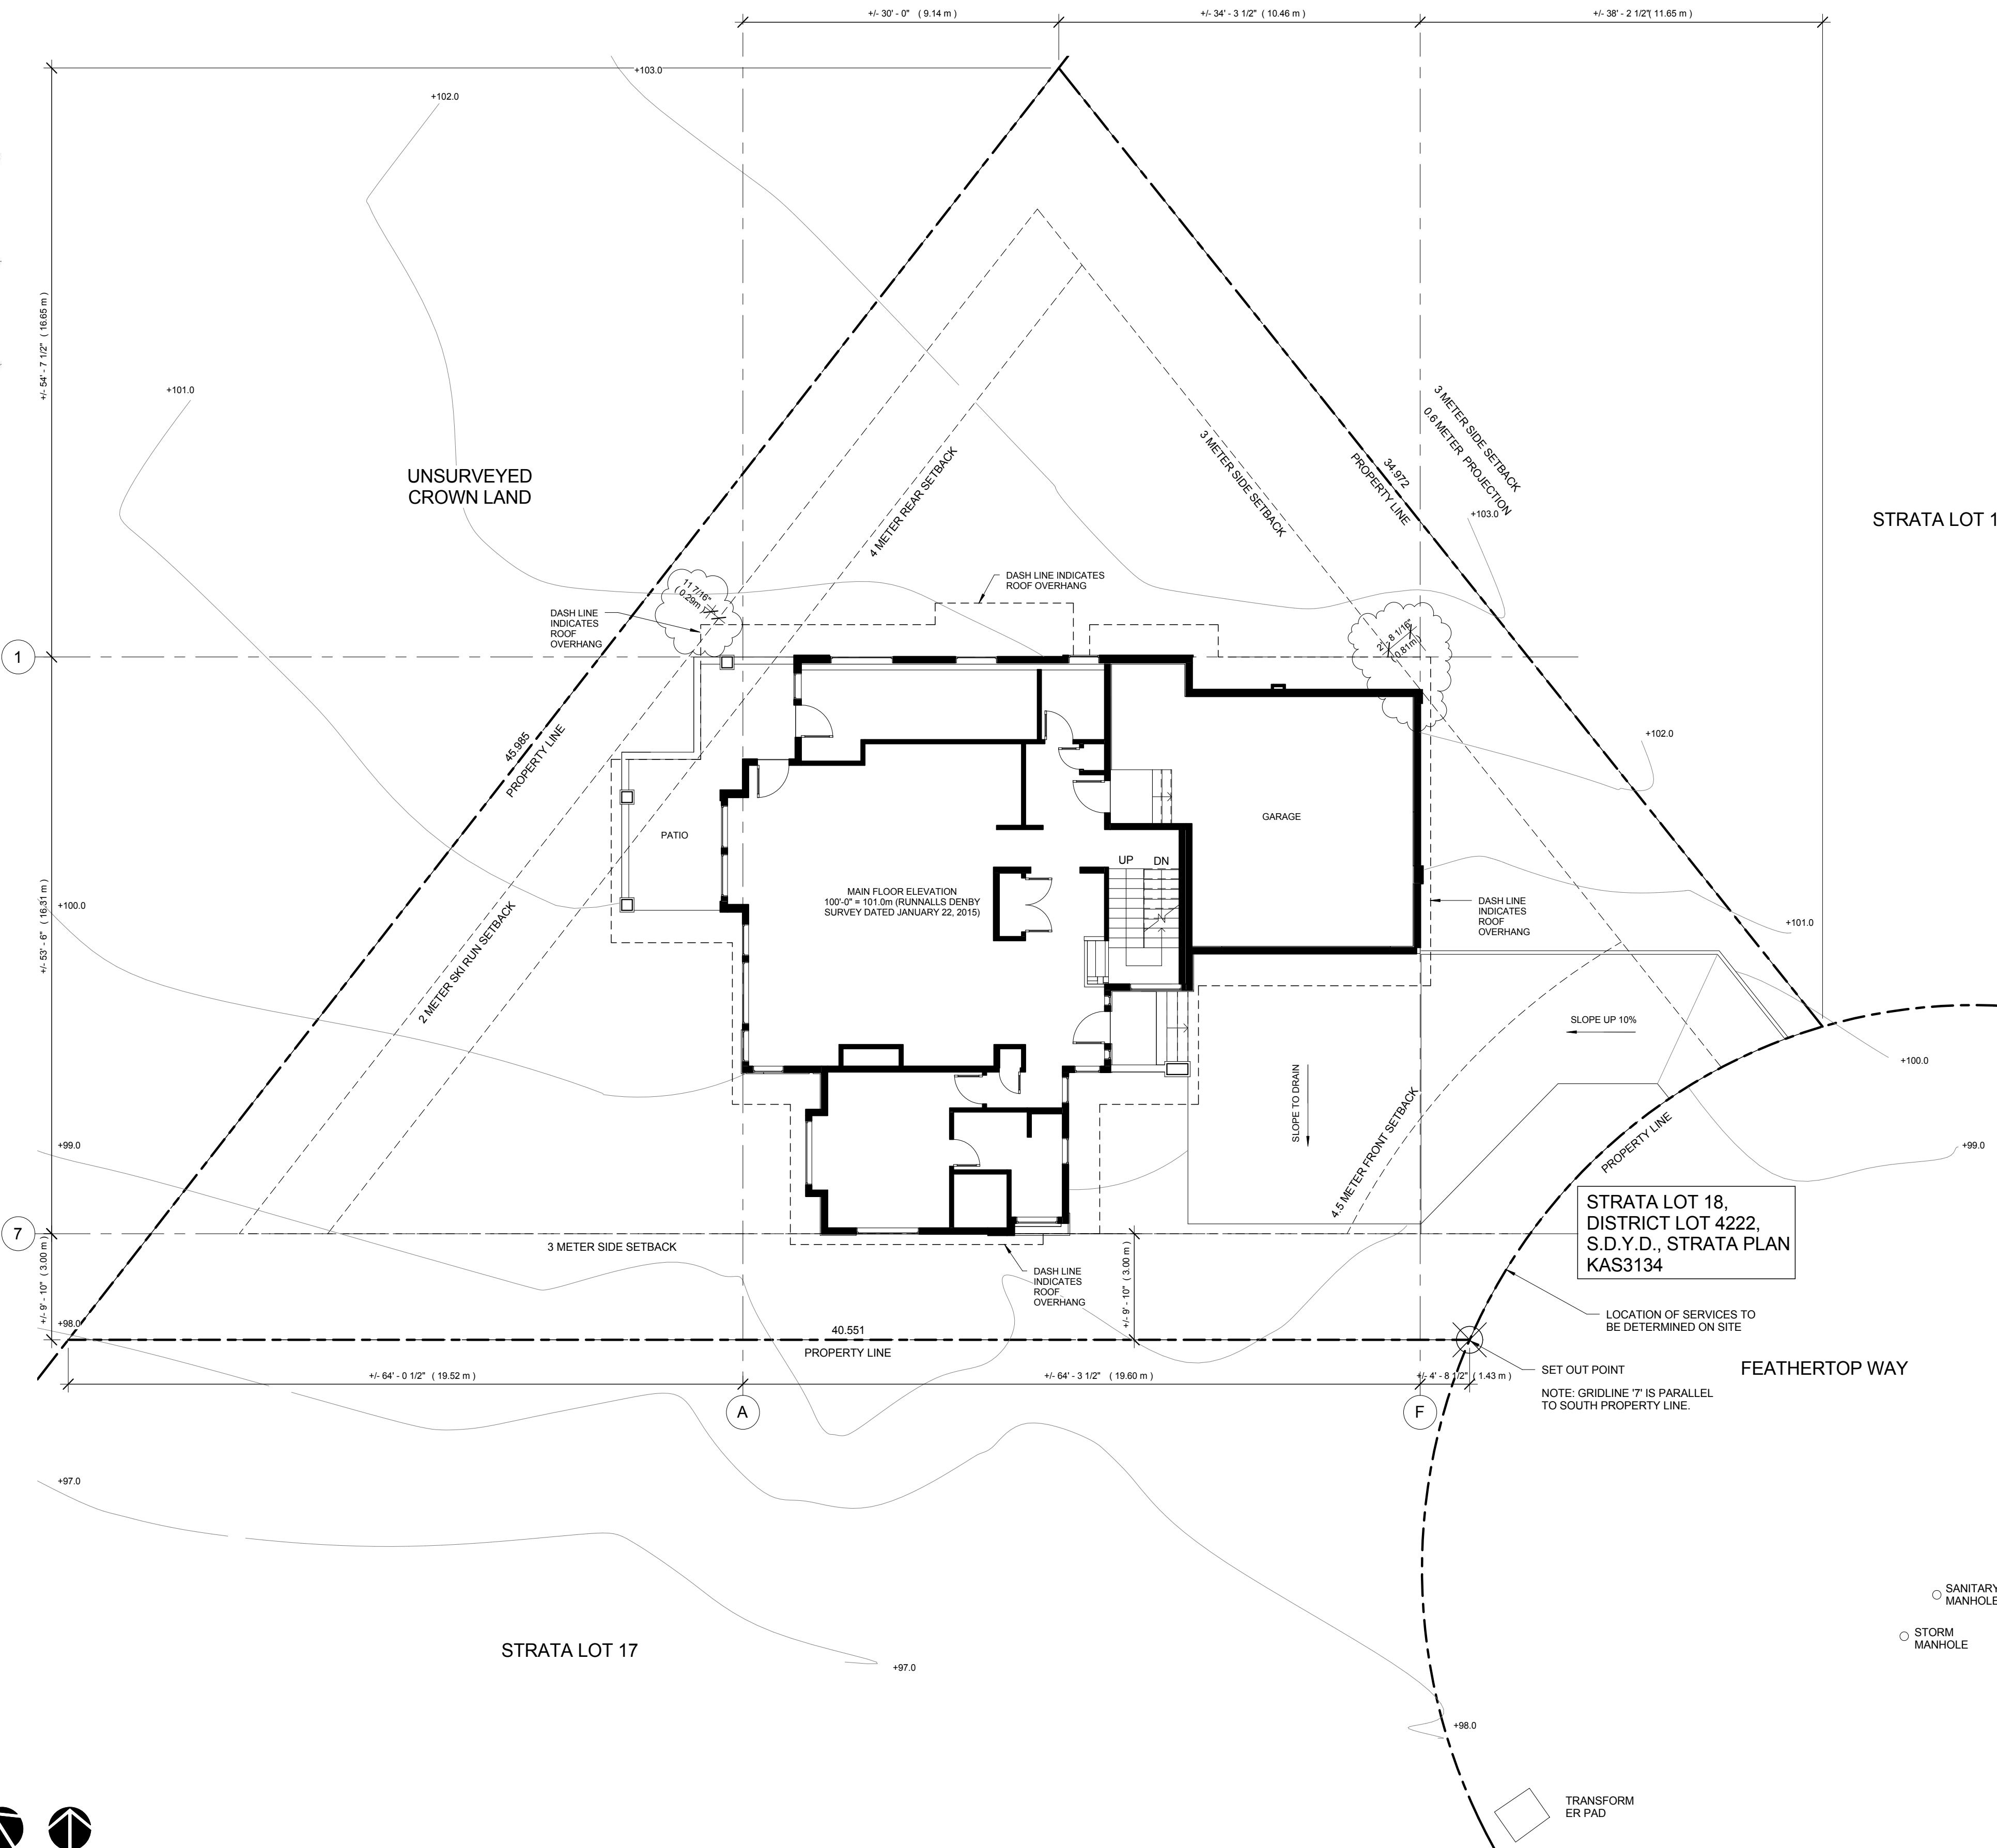 +/- 30' - 0" ( 9.14 m )
+/- 34' - 3 1/2" ( 10.46 m )
+/- 38' - 2 1/2"( 11.65 m )
+103.0
+102.0
+/- 54' - 7 1/2" ( 16.65 m )
+101.0
UNSURVEYED
CROWN LAND
4 METER REAR SETBACK
3 METER SIDE SETBACK
34.972
PROPERTY LINE
3 METER SIDE SETBACK
0.6 METER PROJECTION
+103.0
STRATA LOT 1
11 7/16"
( 0.29m )
DASH LINE
INDICATES
ROOF
OVERHANG
DASH LINE INDICATES
ROOF OVERHANG
2' - 8 1/16"
(0.81m)
1
45.985
PROPERTY LINE
+102.0
PATIO
GARAGE
UP
DN
MAIN FLOOR ELEVATION
100'-0" = 101.0m (RUNNALLS DENBY
SURVEY DATED JANUARY 22, 2015)
+/- 53' - 6" ( 16.31 m )
+100.0
2 METER SKI RUN SETBACK
DASH LINE
INDICATES
ROOF
OVERHANG
+101.0
SLOPE UP 10%
+100.0
SLOPE TO DRAIN
4.5 METER FRONT SETBACK
PROPERTY LINE
+99.0
+99.0
STRATA LOT 18,
DISTRICT LOT 4222,
S.D.Y.D., STRATA PLAN
KAS3134
7
3 METER SIDE SETBACK
+/- 9' - 10" ( 3.00 m )
DASH LINE
INDICATES
ROOF
OVERHANG
+/- 9' - 10" ( 3.00 m )
LOCATION OF SERVICES TO
BE DETERMINED ON SITE
+98.0
40.551
PROPERTY LINE
+/- 64' - 0 1/2" ( 19.52 m )
+/- 64' - 3 1/2" ( 19.60 m )
+/- 4' - 8 1/2" ( 1.43 m )
SET OUT POINT
FEATHERTOP WAY
NOTE: GRIDLINE '7' IS PARALLEL
TO SOUTH PROPERTY LINE.
A
F
+97.0
SANITARY
MANHOLE
STORM
MANHOLE
STRATA LOT 17
+97.0
+98.0
TRANSFORM
ER PAD